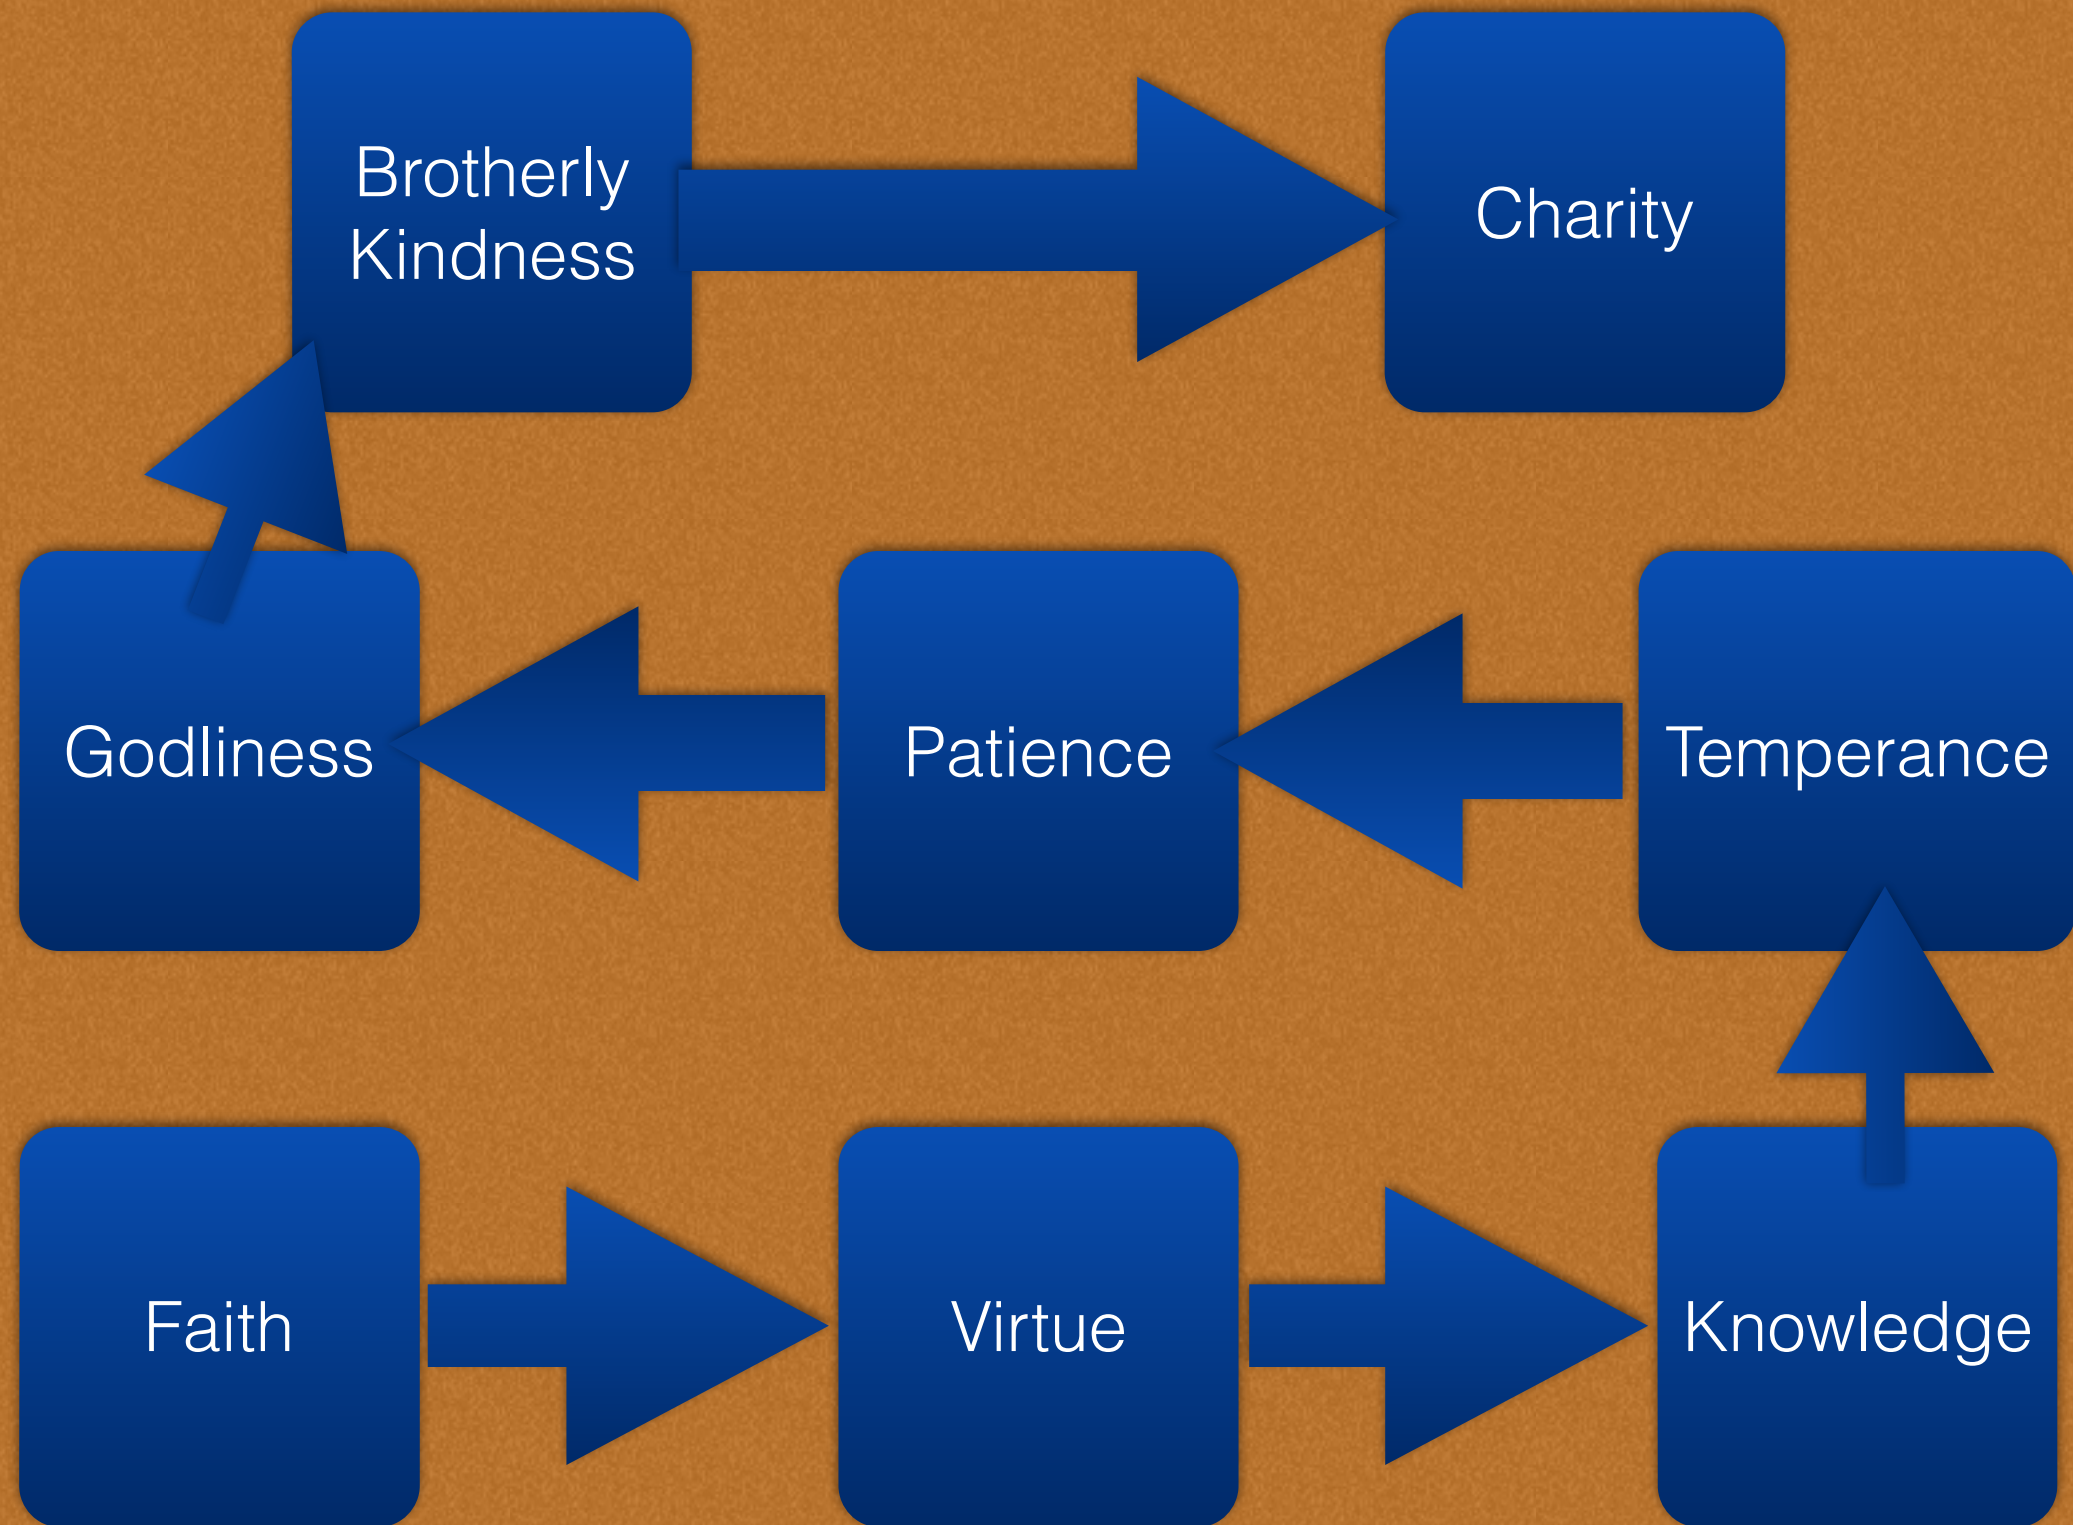 Brotherly
Kindness
Charity
Godliness
Patience
Temperance
Faith
Virtue
Knowledge